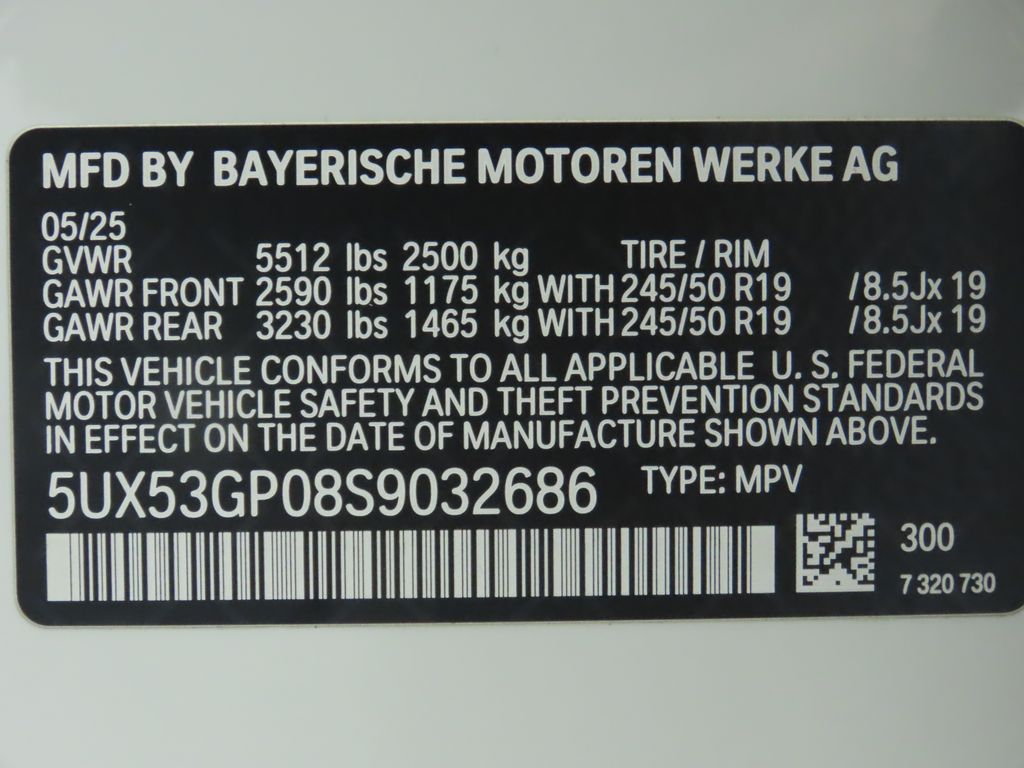 MFD BY BAYERISCHE MOTOREN WERKE AG
05/25
GVWR 5512 lbs 2500 kg TIRE / RIM
GAWR FRONT 2590 lbs 1175 kg WITH 245/50 R19 /8.5Jx 19
GAWR REAR 3230 lbs 1465 kg WITH 245/50 R19 /8.5Jx 19
THIS VEHICLE CONFORMS TO ALL APPLICABLE U. S. FEDERAL
MOTOR VEHICLE SAFETY AND THEFT PREVENTION STANDARDS
IN EFFECT ON THE DATE OF MANUFACTURE SHOWN ABOVE.
5UX53GP08S9032686 TYPE: MPV
300
7 320 730